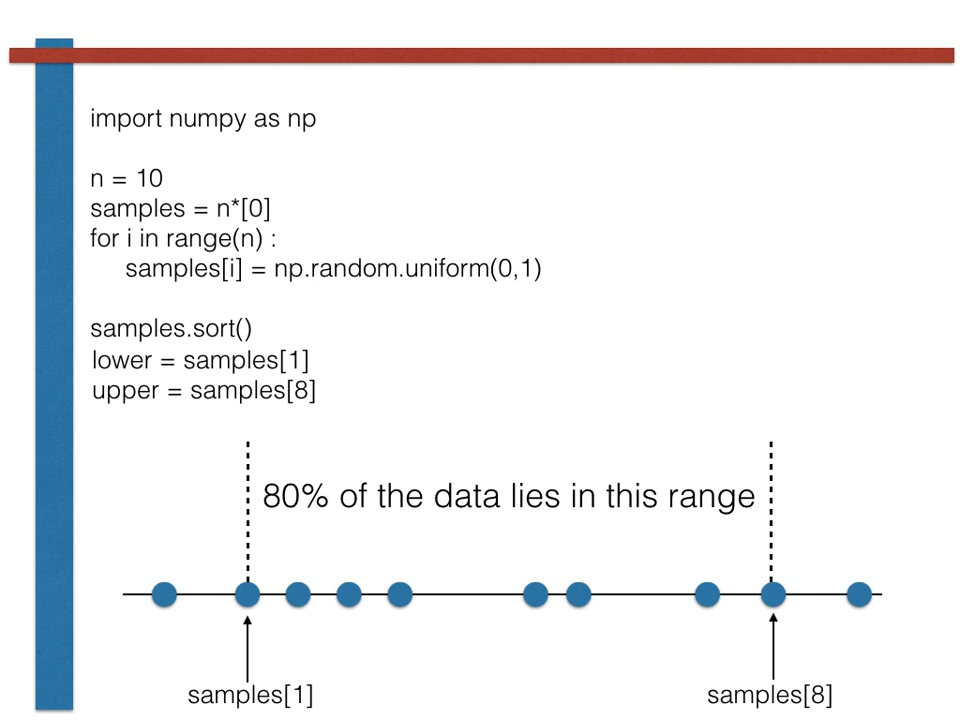 import numpy as np
n = 10
samples = n*[0]
for i in range(n) :
samples[i] = np.random.uniform(0,1)
samples.sort()
lower = samples[1]
upper = samples[8]
80% of the data lies in this range
samples[1]
samples[8]